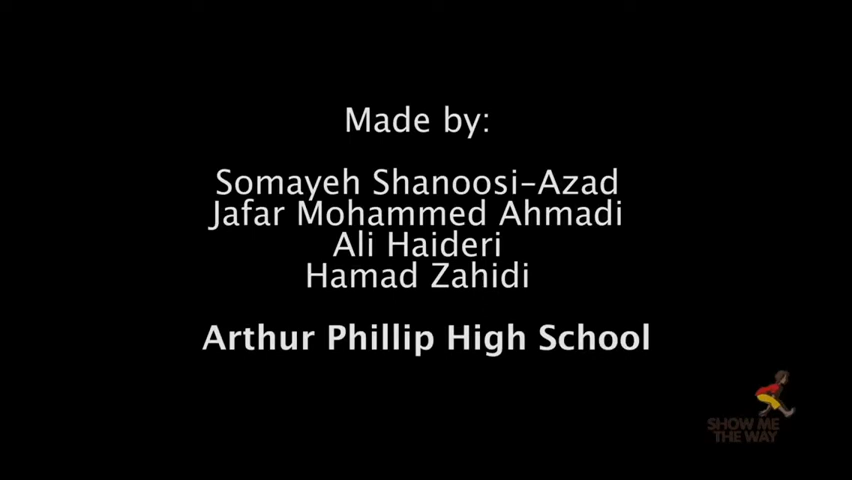 Made by:
Somayeh Shanoosi-Azad
Jafar Mohammed Ahmadi
Ali Haideri
Hamad Zahidi
Arthur Phillip High School
SHOW ME
THE WAY